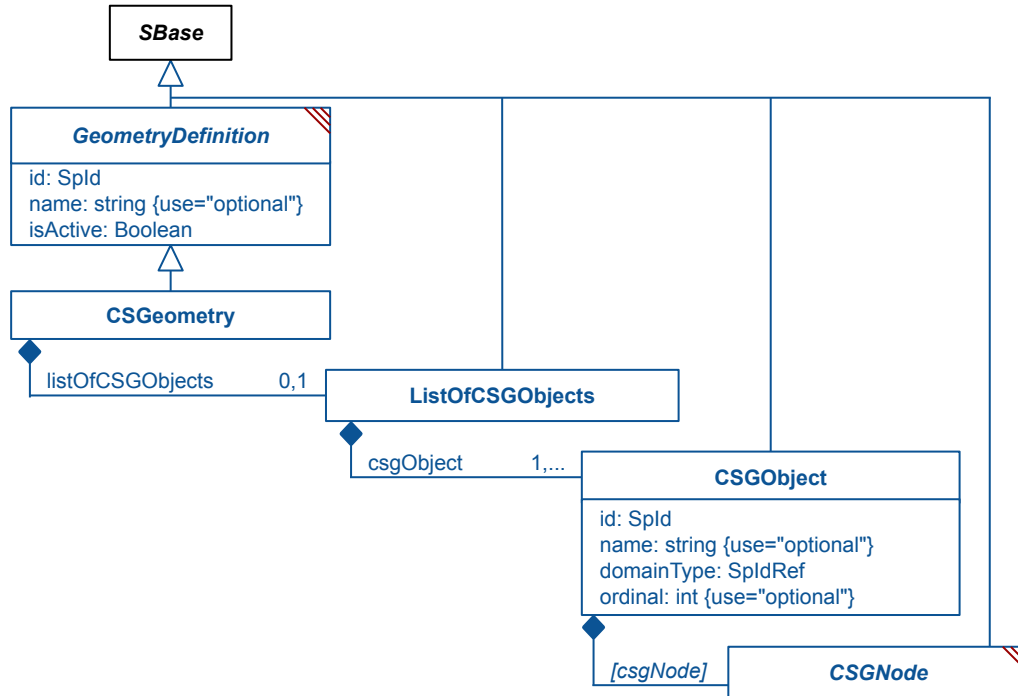 SBase
GeometryDefinition
id: SpId
name: string {use="optional"}
isActive: Boolean
CSGeometry
listOfCSGObjects 0,1
ListOfCSGObjects
csgObject 1,...
CSGObject
id: SpId
name: string {use="optional"}
domainType: SpIdRef
ordinal: int {use="optional"}
[csgNode]
CSGNode